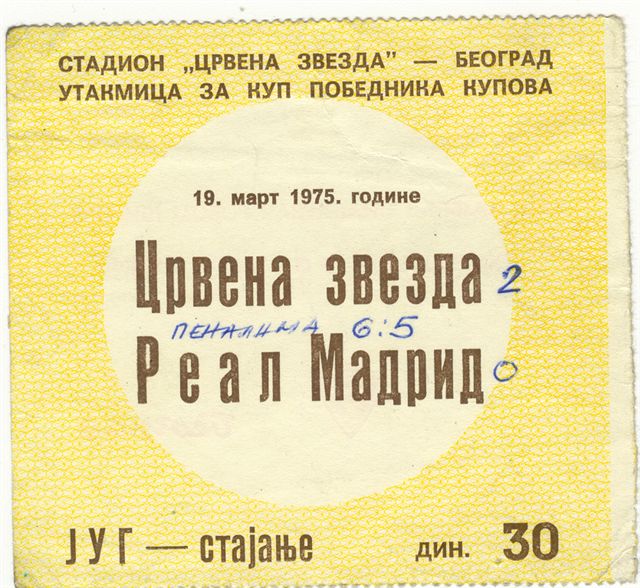 СТАДИОН „ЦРВЕНА ЗВЕЗДА” — БЕОГРАД
УТАКМИЦА ЗА КУП ПОБЕДНИКА КУПОВА
19. март 1975. године
Црвена звезда 2
ПЕНАЛИМА 6:5
Реал Мадрид 0
ЈУГ — стајање дин. 30